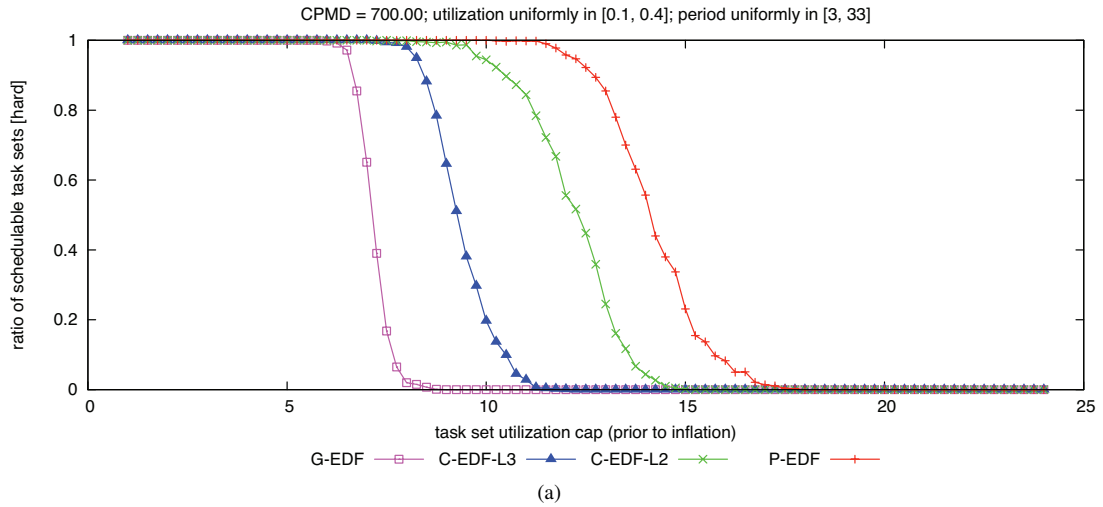 CPMD = 700.00; utilization uniformly in [0.1, 0.4]; period uniformly in [3, 33]
ratio of schedulable task sets [hard]
1
0.8
0.6
0.4
0.2
0
0 5 10 15 20 25
task set utilization cap (prior to inflation)
G-EDF C-EDF-L3 C-EDF-L2 P-EDF
(a)